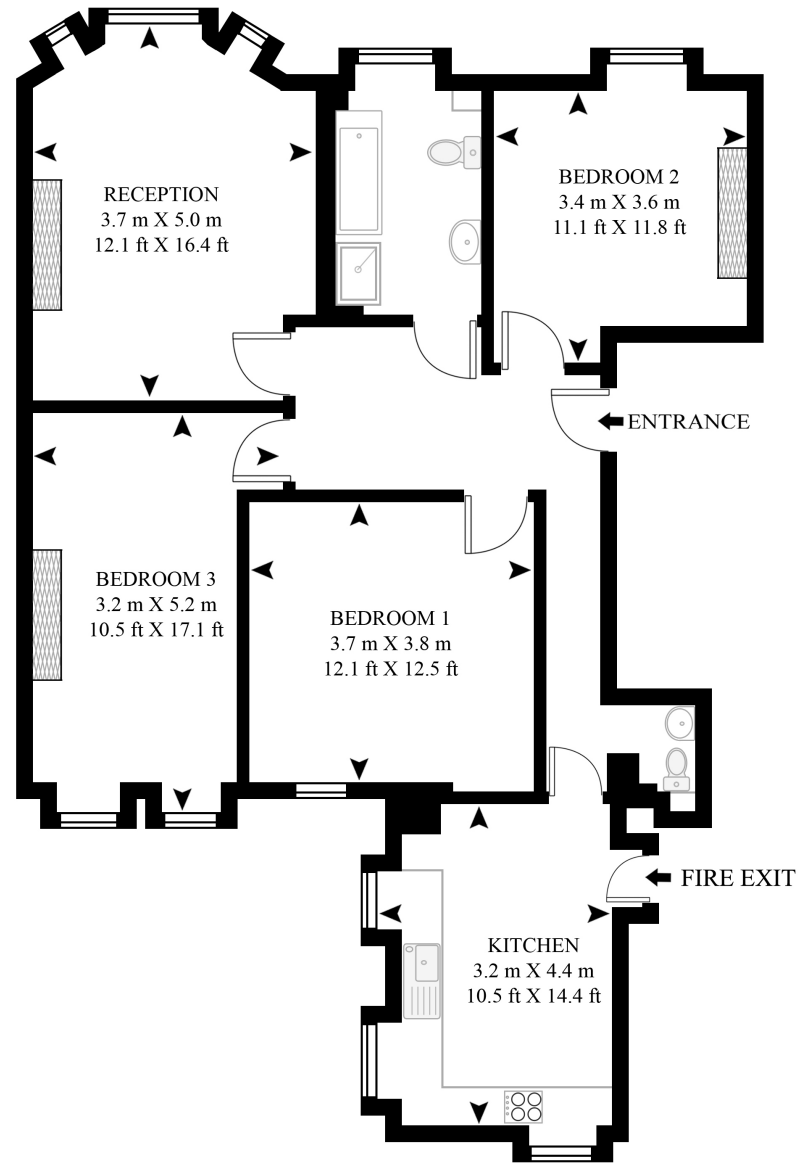 RECEPTION
3.7 m X 5.0 m
12.1 ft X 16.4 ft
BEDROOM 2
3.4 m X 3.6 m
11.1 ft X 11.8 ft
ENTRANCE
BEDROOM 3
3.2 m X 5.2 m
10.5 ft X 17.1 ft
BEDROOM 1
3.7 m X 3.8 m
12.1 ft X 12.5 ft
FIRE EXIT
KITCHEN
3.2 m X 4.4 m
10.5 ft X 14.4 ft